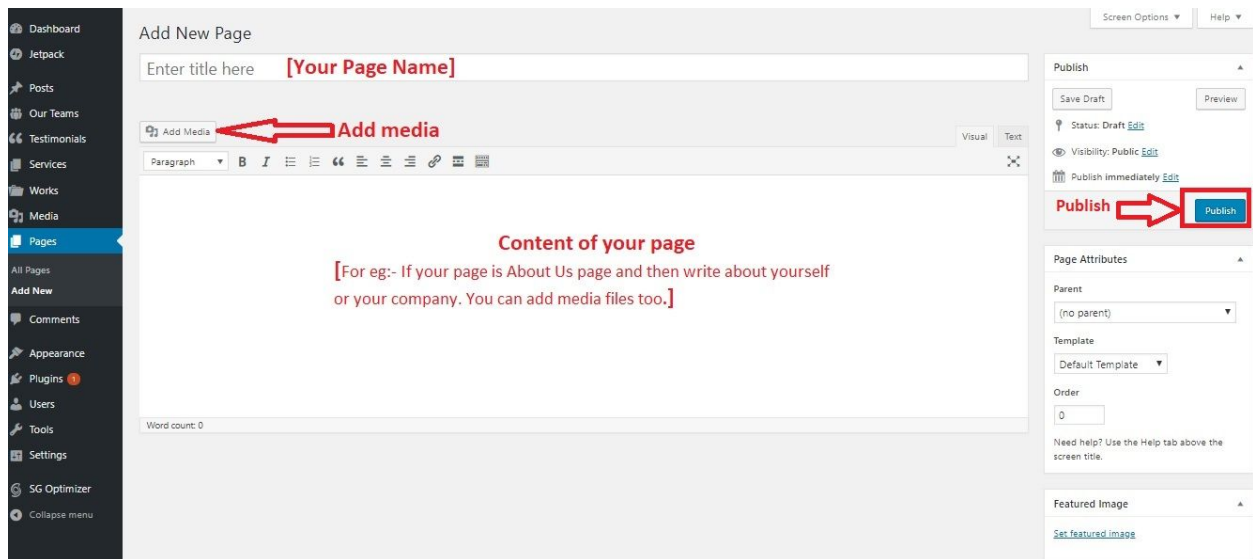 Screen Options ▼
Help ▼
Dashboard
Jetpack
Posts
Our Teams
Testimonials
Services
Works
Media
Pages
All Pages
Add New
Comments
Appearance
Plugins 1
Users
Tools
Settings
SG Optimizer
Collapse menu
Add New Page
Enter title here [Your Page Name]
Add Media Add media
Visual Text
Paragraph ▼ B I
Content of your page
[For eg:- If your page is About Us page and then write about yourself
or your company. You can add media files too.]
Word count: 0
Publish
Save Draft Preview
Status: Draft Edit
Visibility: Public Edit
Publish immediately Edit
Publish Publish
Page Attributes
Parent
(no parent)
Template
Default Template
Order
0
Need help? Use the Help tab above the
screen title.
Featured Image
Set featured image